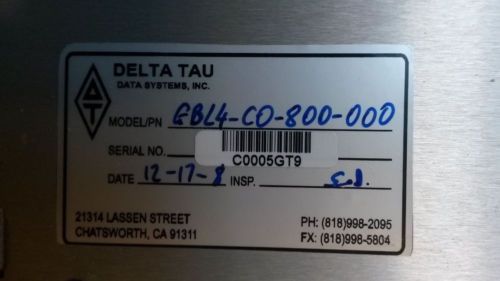 DELTA TAU
DATA SYSTEMS, INC.
MODEL/PN GBL4-C0-800-000
SERIAL NO. C0005GT9
DATE 12-17-8 INSP.
21314 LASSEN STREET
CHATSWORTH, CA 91311
PH: (818)998-2095
FX: (818)998-5804